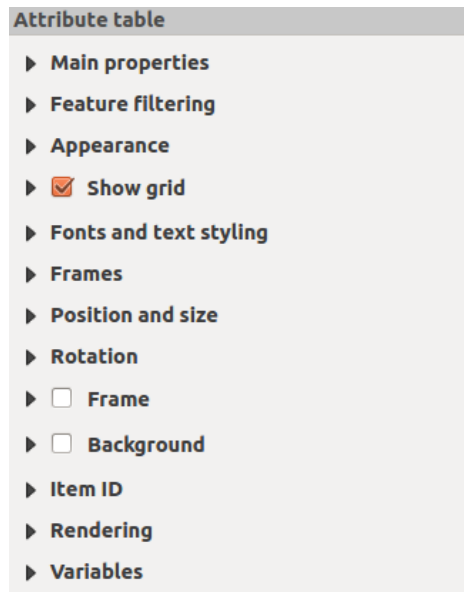 Attribute table
Main properties
Feature filtering
Appearance
Show grid
Fonts and text styling
Frames
Position and size
Rotation
Frame
Background
Item ID
Rendering
Variables